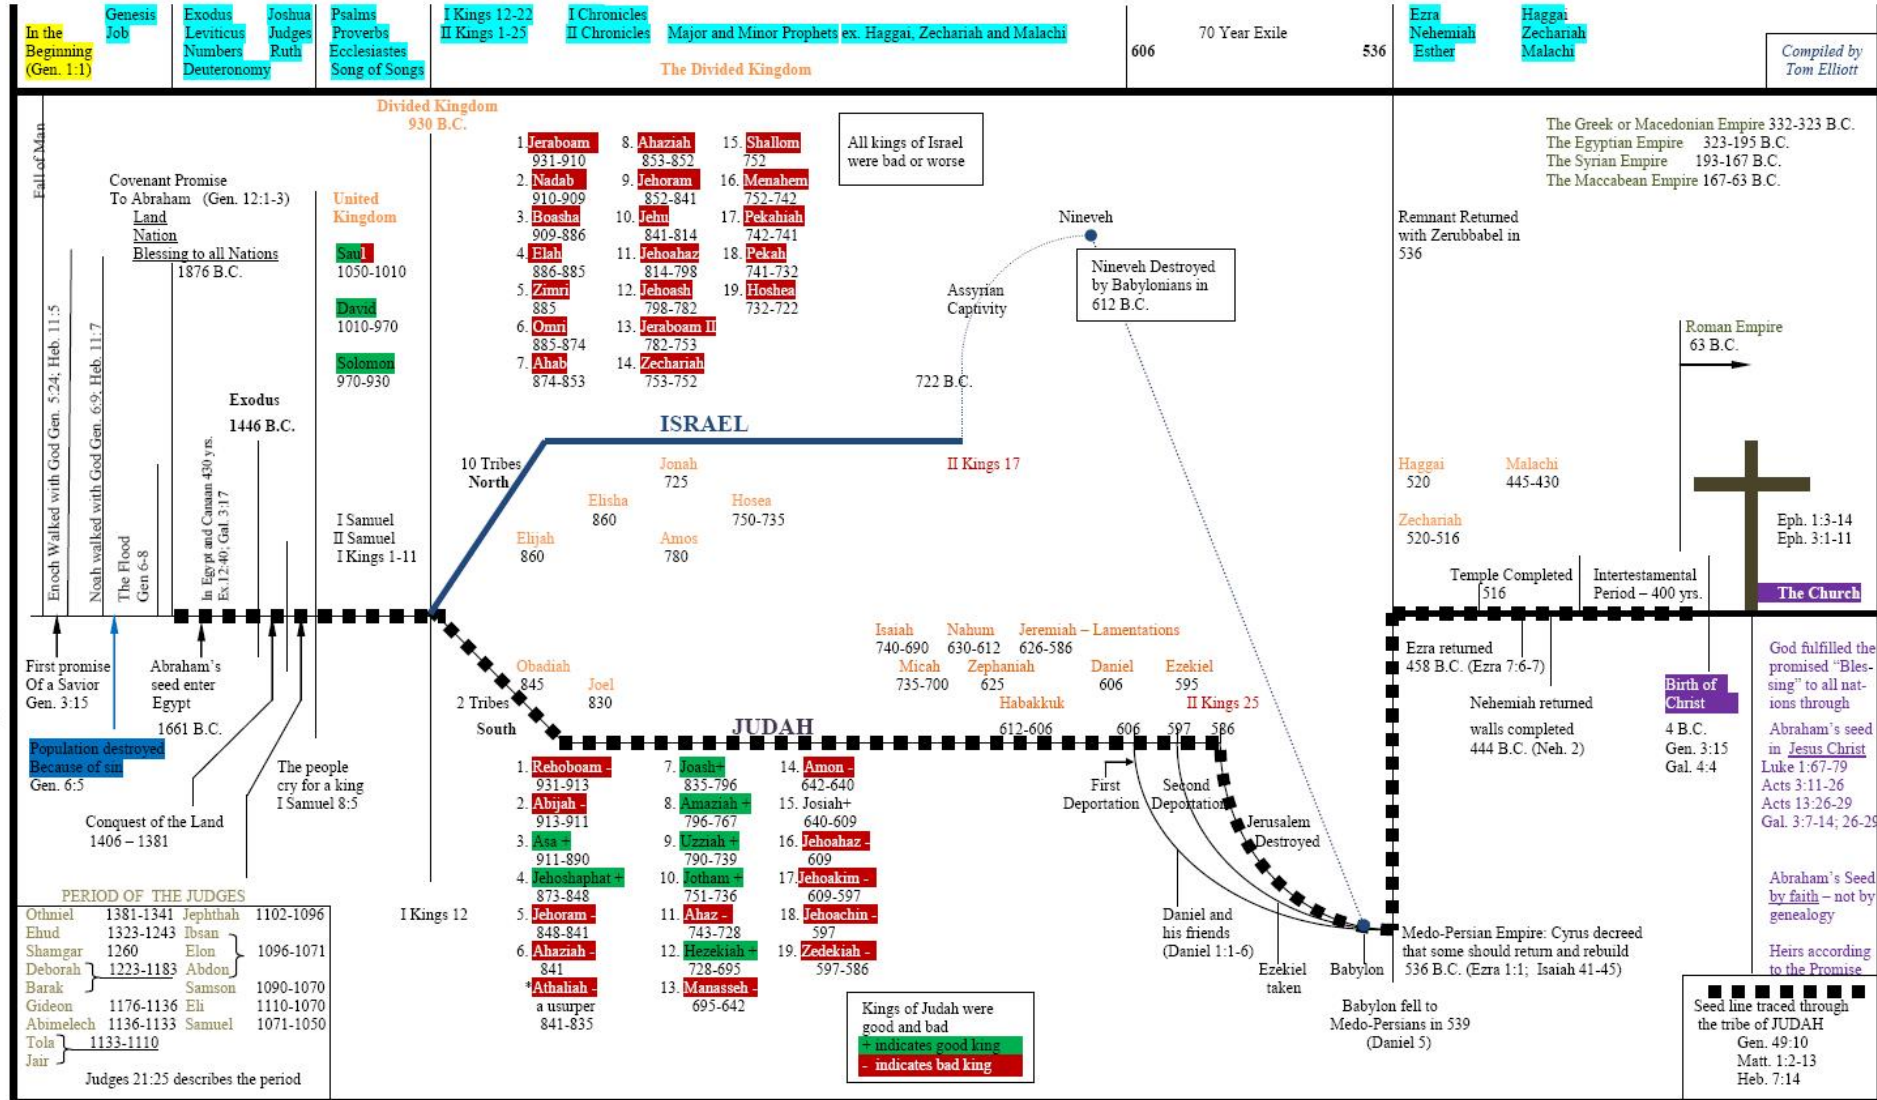 In the
Beginning
(Gen. 1:1)
Genesis
Job
Exodus
Leviticus
Numbers
Deuteronomy
Joshua
Judges
Ruth
Psalms
Proverbs
Ecclesiastes
Song of Songs
I Kings 12-22
II Kings 1-25
I Chronicles
II Chronicles
Major and Minor Prophets ex. Haggai, Zechariah and Malachi
The Divided Kingdom
606
70 Year Exile
536
Ezra
Nehemiah
Esther
Haggai
Zechariah
Malachi
Compiled by
Tom Elliott
Fall of Man
Divided Kingdom
930 B.C.
Covenant Promise
To Abraham (Gen. 12:1-3)
Land
Nation
Blessing to all Nations
1876 B.C.
United
Kingdom
Saul
1050-1010
David
1010-970
Solomon
970-930
1. Jeraboam
931-910
2. Nadab
910-909
3. Boasha
909-886
4. Elah
886-885
5. Zimri
885
6. Omri
885-874
7. Ahab
874-853
8. Ahaziah
853-852
9. Jehoram
852-841
10. Jehu
841-814
11. Jehoahaz
814-798
12. Jehoash
798-782
13. Jeraboam II
782-753
14. Zechariah
753-752
15. Shallom
752
16. Menahem
752-742
17. Pekahiah
742-741
18. Pekah
741-732
19. Hoshea
732-722
All kings of Israel
were bad or worse
Nineveh
Nineveh Destroyed
by Babylonians in
612 B.C.
Assyrian
Captivity
722 B.C.
The Greek or Macedonian Empire 332-323 B.C.
The Egyptian Empire 323-195 B.C.
The Syrian Empire 193-167 B.C.
The Maccabean Empire 167-63 B.C.
Remnant Returned
with Zerubbabel in
536
Roman Empire
63 B.C.
Enoch Walked with God Gen. 5:24; Heb. 11:5
Noah walked with God Gen. 6:9; Heb. 11:7
The Flood
Gen 6-8
In Egypt and Canaan 430 yrs.
Ex.12:40; Gal. 3:17
Exodus
1446 B.C.
I Samuel
II Samuel
I Kings 1-11
ISRAEL
10 Tribes
North
Jonah
725
Elisha
860
Hosea
750-735
Elijah
860
Amos
780
II Kings 17
Haggai
520
Malachi
445-430
Zechariah
520-516
Eph. 1:3-14
Eph. 3:1-11
Temple Completed
516
Intertestamental
Period – 400 yrs.
The Church
First promise
Of a Savior
Gen. 3:15
Abraham's
seed enter
Egypt
1661 B.C.
Population destroyed
Because of sin
Gen. 6:5
Conquest of the Land
1406 – 1381
The people
cry for a king
I Samuel 8:5
Obadiah
845
Joel
830
2 Tribes
South
Isaiah
740-690
Nahum
630-612
Jeremiah – Lamentations
626-586
Micah
735-700
Zephaniah
625
Daniel
606
Ezekiel
595
Habakkuk
612-606
II Kings 25
JUDAH
606
597
586
1. Rehoboam -
931-913
2. Abijah -
913-911
3. Asa +
911-890
4. Jehoshaphat +
873-848
5. Jehoram -
848-841
6. Ahaziah -
841
*Athaliah -
a usurper
841-835
7. Joash+
835-796
8. Amaziah +
796-767
9. Uzziah +
790-739
10. Jotham +
751-736
11. Ahaz -
743-728
12. Hezekiah +
728-695
13. Manasseh -
695-642
14. Amon -
642-640
15. Josiah+
640-609
16. Jehoahaz -
609
17. Jehoakim -
609-597
18. Jehoachin -
597
19. Zedekiah -
597-586
I Kings 12
Kings of Judah were
good and bad
+ indicates good king
- indicates bad king
First
Deportation
Second
Deportation
Jerusalem
Destroyed
Daniel and
his friends
(Daniel 1:1-6)
Ezekiel
taken
Babylon
Babylon fell to
Medo-Persians in 539
(Daniel 5)
Medo-Persian Empire: Cyrus decreed
that some should return and rebuild
536 B.C. (Ezra 1:1; Isaiah 41-45)
Ezra returned
458 B.C. (Ezra 7:6-7)
Nehemiah returned
walls completed
444 B.C. (Neh. 2)
Birth of
Christ
4 B.C.
Gen. 3:15
Gal. 4:4
God fulfilled the
promised “Bles-
sing” to all nat-
ions through
Abraham's seed
in Jesus Christ
Luke 1:67-79
Acts 3:11-26
Acts 13:26-29
Gal. 3:7-14; 26-29
Abraham's Seed
by faith – not by
genealogy
Heirs according
to the Promise
Seed line traced through
the tribe of JUDAH
Gen. 49:10
Matt. 1:2-13
Heb. 7:14
PERIOD OF THE JUDGES
Othniel 1381-1341 Jephthah 1102-1096
Ehud 1323-1243 Ibsan
Shamgar 1260 Elon 1096-1071
Deborah 1223-1183 Abdon
Barak Samson 1090-1070
Gideon 1176-1136 Eli 1110-1070
Abimelech 1136-1133 Samuel 1071-1050
Tola 1133-1110
Jair
Judges 21:25 describes the period